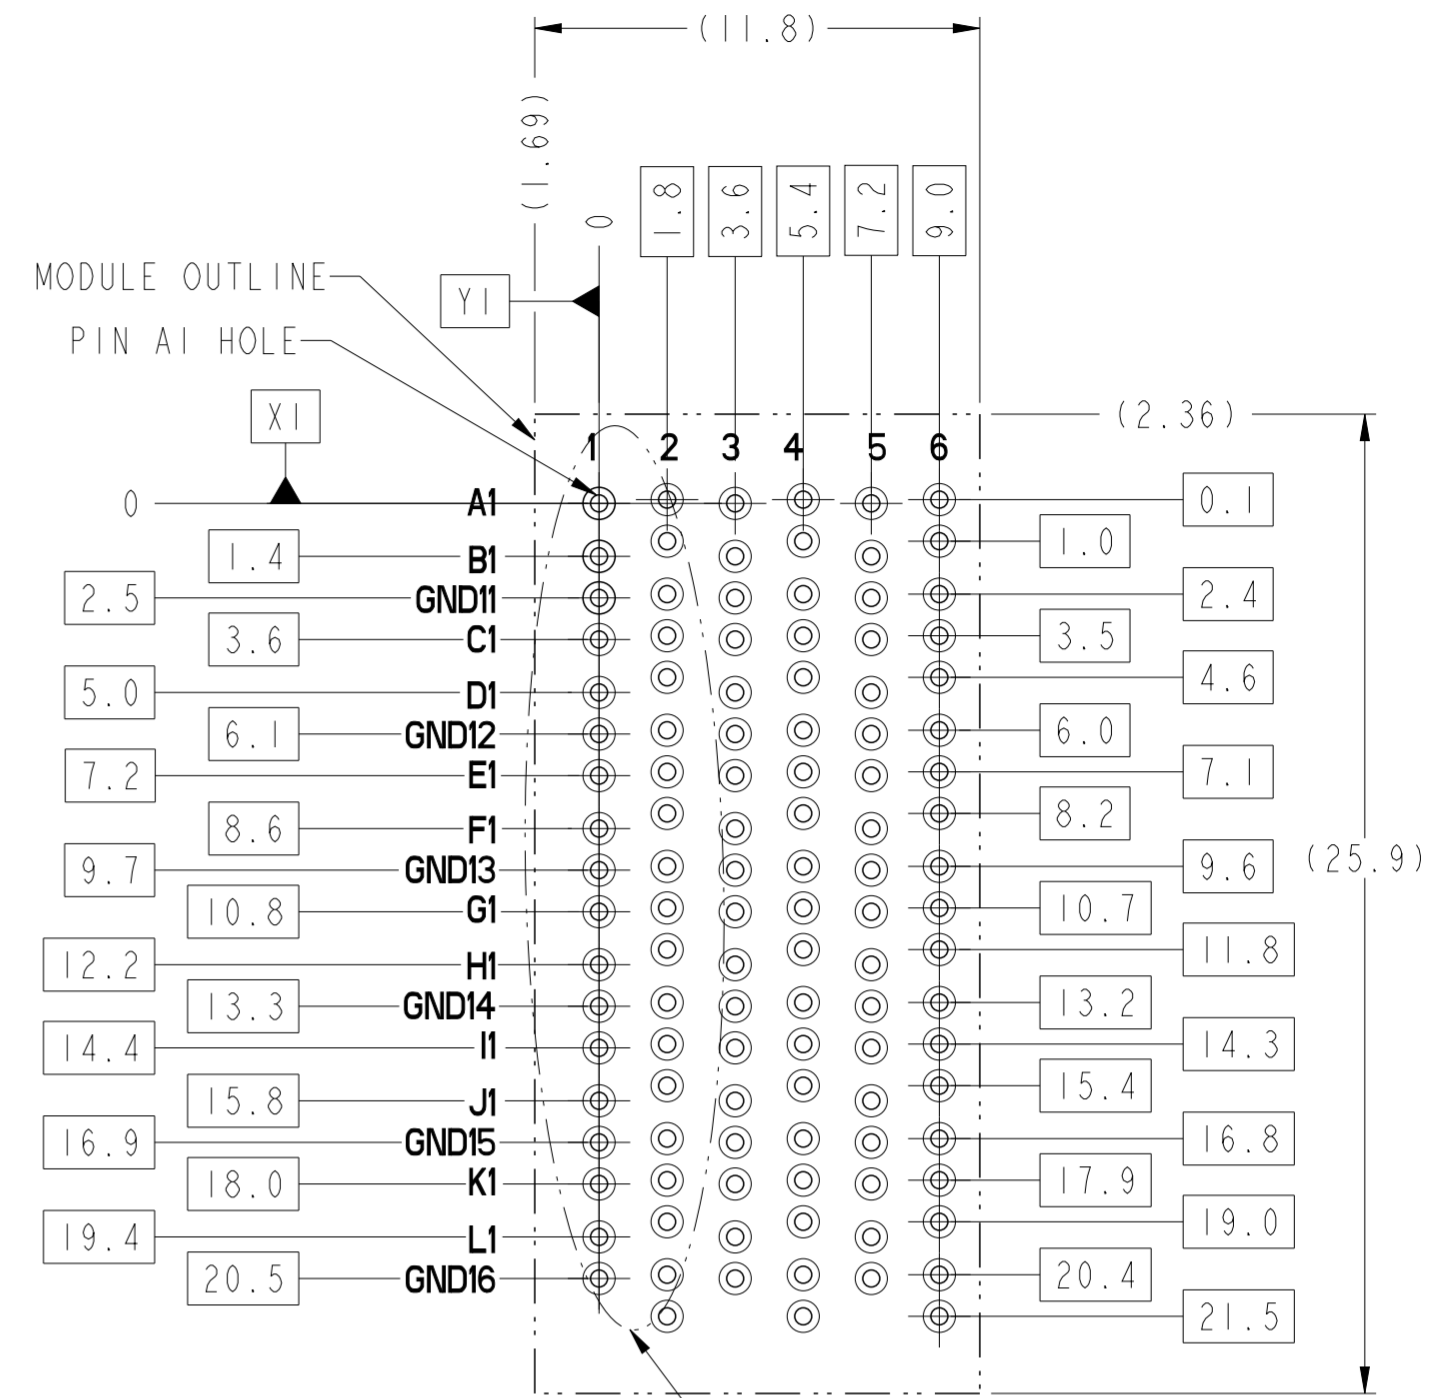 (11.8)
(1.69)
0
1.8
3.6
5.4
7.2
9.0
MODULE OUTLINE
Y1
PIN A1 HOLE
X1
(2.36)
1 2 3 4 5 6
0 A1 0.1
1.0
1.4 B1
2.5 GND11 2.4
3.6 C1 3.5
4.6
5.0 D1
6.1 GND12 6.0
7.2 E1 7.1
8.2
8.6 F1
9.7 GND13 9.6
(25.9)
10.8 G1 10.7
11.8
12.2 H1
13.3 GND14 13.2
14.4 I1 14.3
15.4
15.8 J1
16.9 GND15 16.8
18.0 K1 17.9
19.0
19.4 L1
20.5 GND16 20.4
21.5